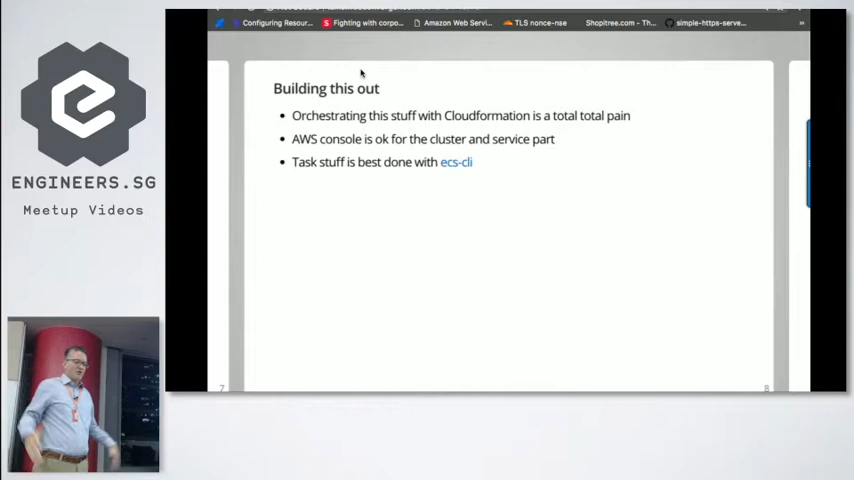 Configuring Resour...
Fighting with corpo...
Amazon Web Servi...
TLS nonce-nse
Shopitree.com - Th...
simple-https-serve...
»
Building this out
• Orchestrating this stuff with Cloudformation is a total total pain
• AWS console is ok for the cluster and service part
• Task stuff is best done with ecs-cli
7
8
ENGINEERS.SG
Meetup Videos